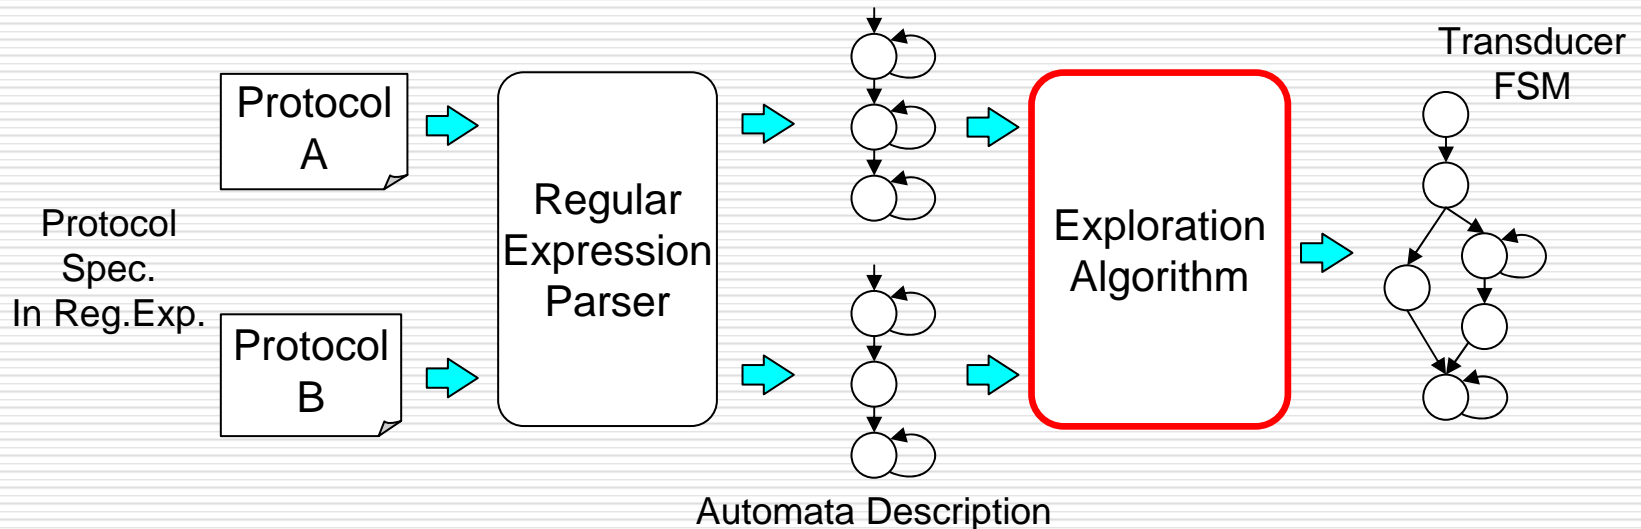 Protocol
Spec.
In Reg.Exp.
Protocol
A
Protocol
B
Regular
Expression
Parser
Automata Description
Exploration
Algorithm
Transducer
FSM